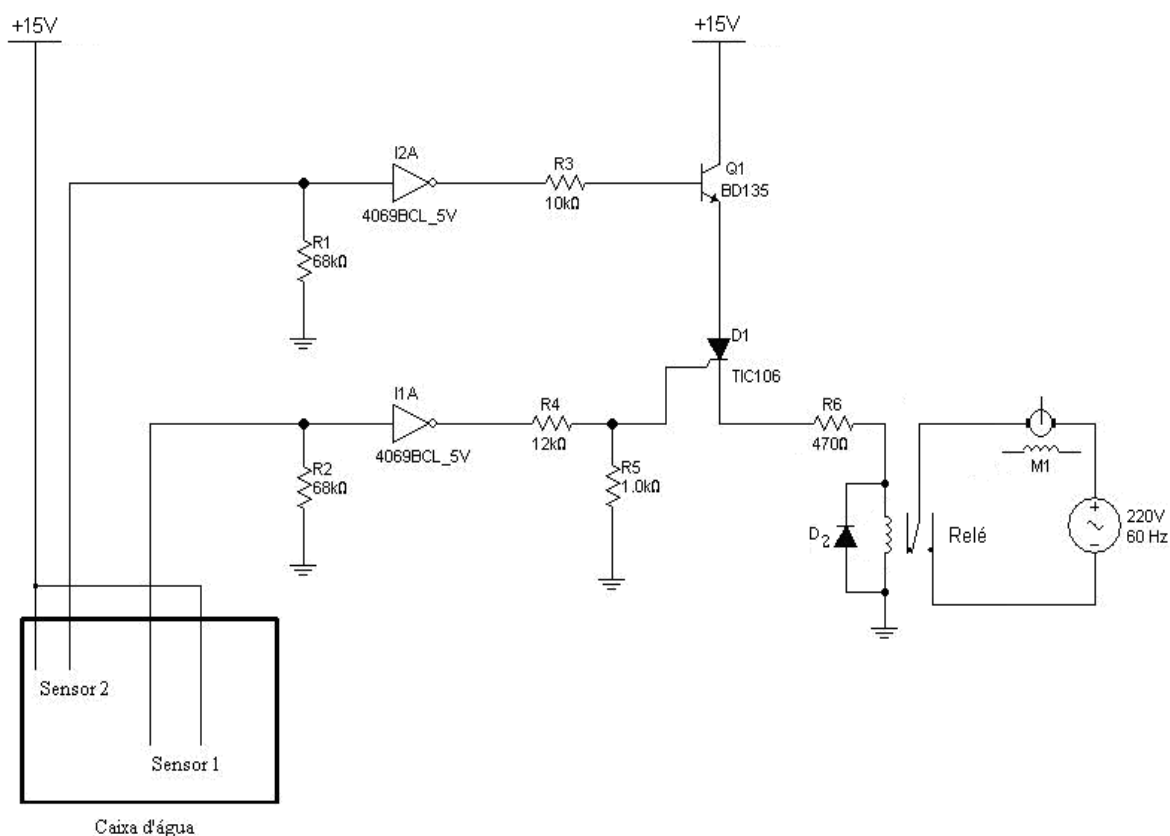 +15V
+15V
I2A
4069BCL_5V
R3
10kΩ
Q1
BD135
R1
68kΩ
D1
TIC106
I1A
4069BCL_5V
R4
12kΩ
R2
68kΩ
R5
1.0kΩ
R6
470Ω
M1
D2
Relé
220V
60 Hz
+
−
Sensor 2
Sensor 1
Caixa d'água